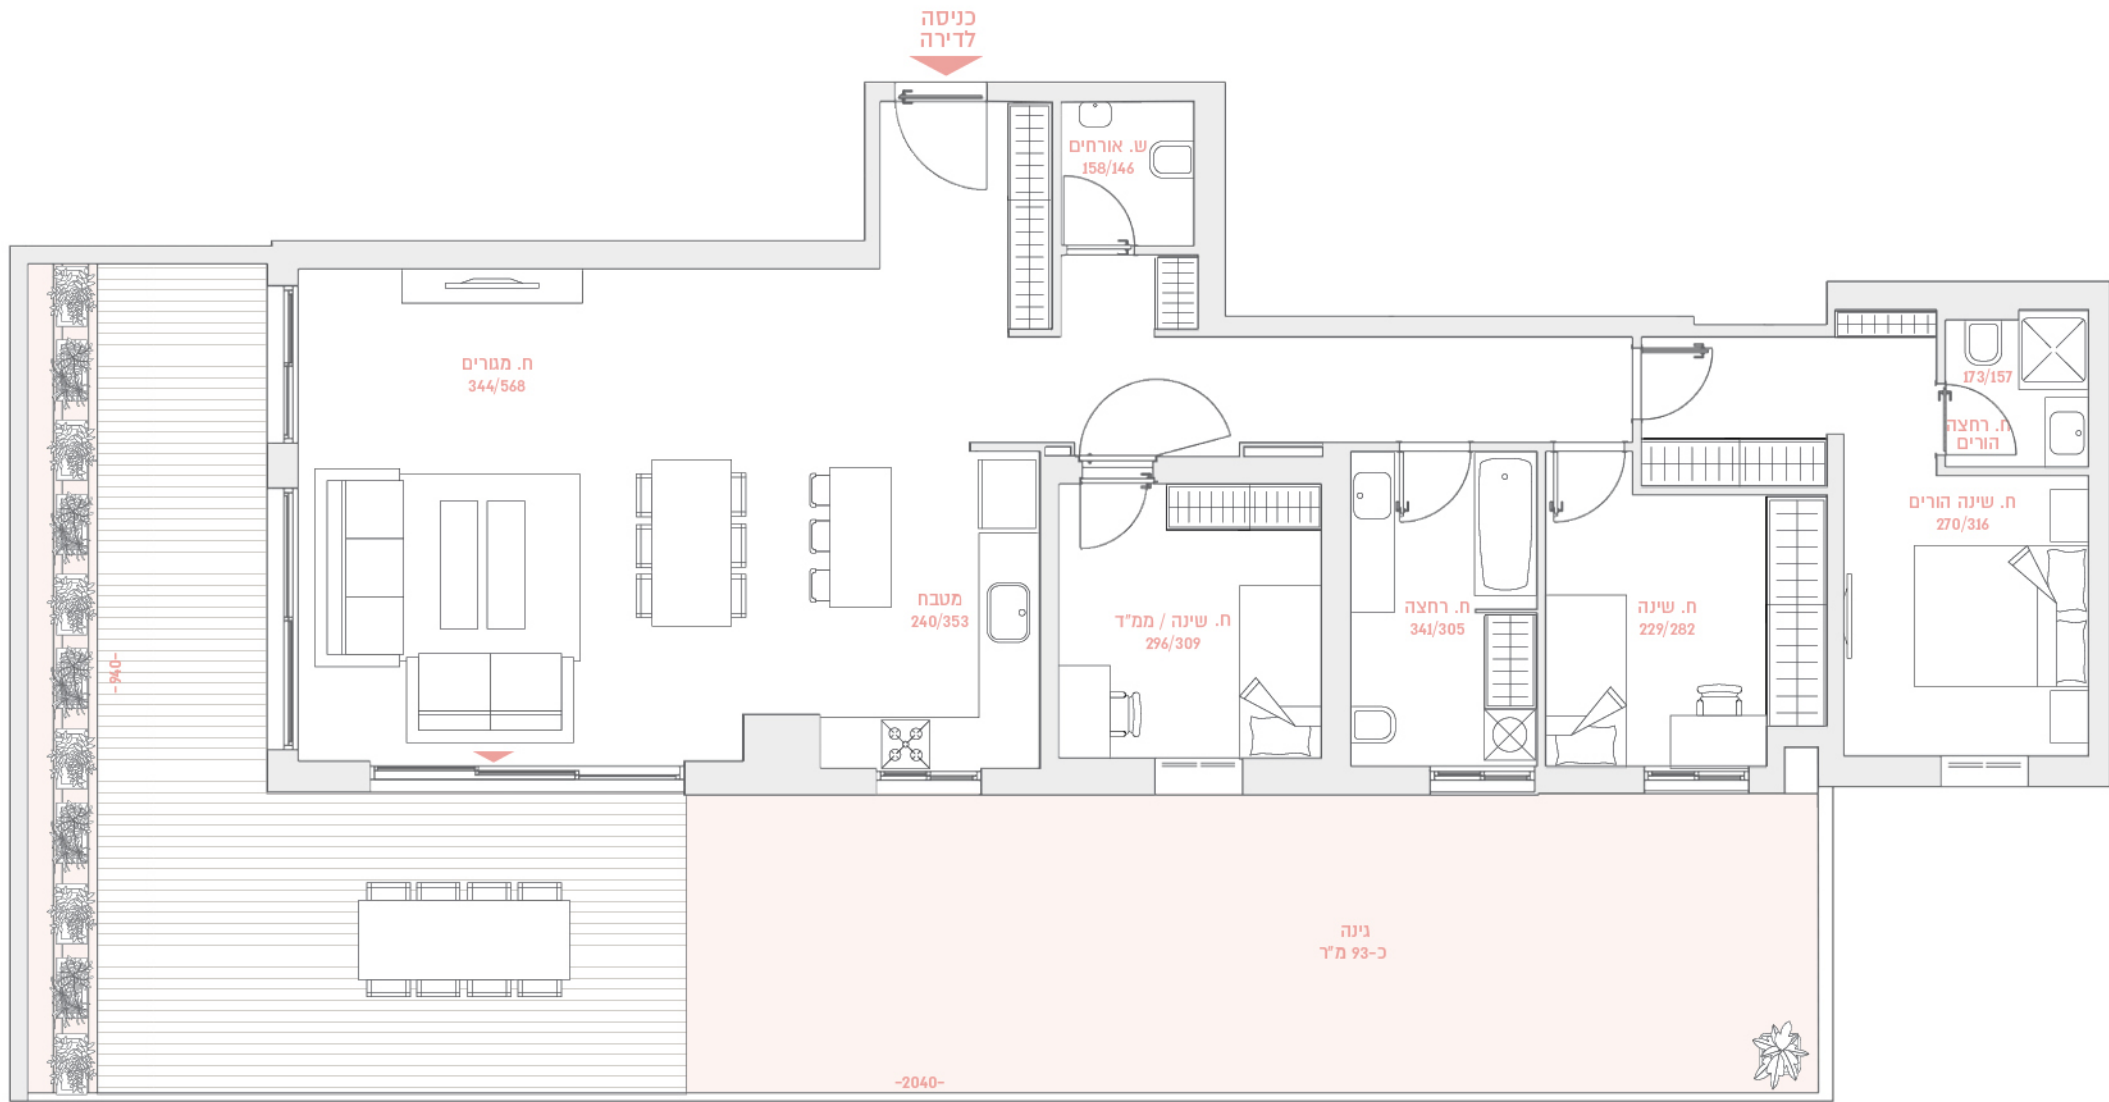 כניסה
לדירה
ש. אורחים
158/146
ח. מגורים
344/568
173/157
ח. רחצה
הורים
ח. שינה הורים
270/316
מטבח
240/353
ח. שינה / ממ"ד
296/309
ח. רחצה
341/305
ח. שינה
229/282
-940-
גינה
כ-93 מ"ר
-2040-